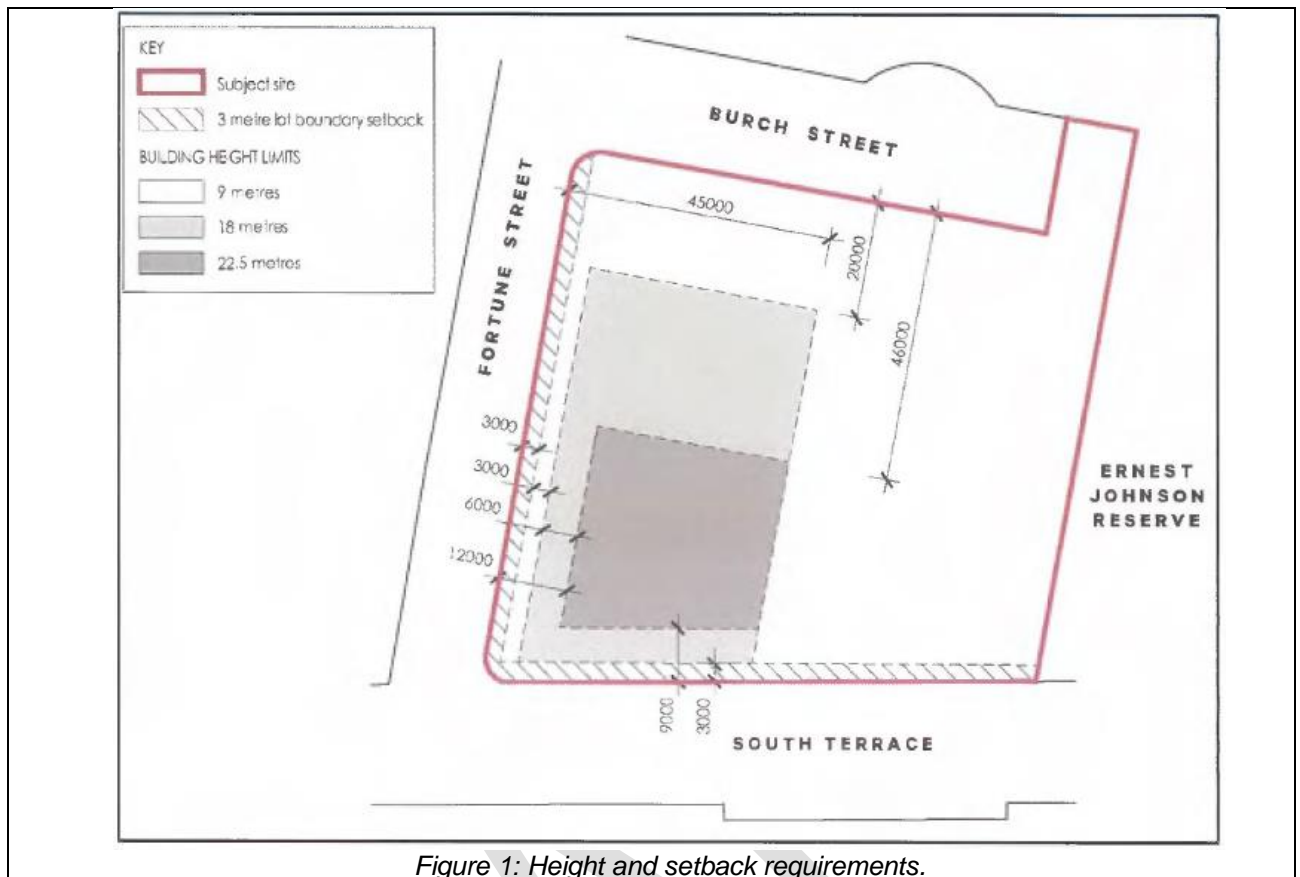 KEY
Subject site
3 metre lot boundary setback
BUILDING HEIGHT LIMITS
9 metres
18 metres
22.5 metres
BURCH STREET
FORTUNE STREET
45000
20000
46000
3000
3000
6000
12000
ERNEST
JOHNSON
RESERVE
9000
3000
SOUTH TERRACE
Figure 1: Height and setback requirements.